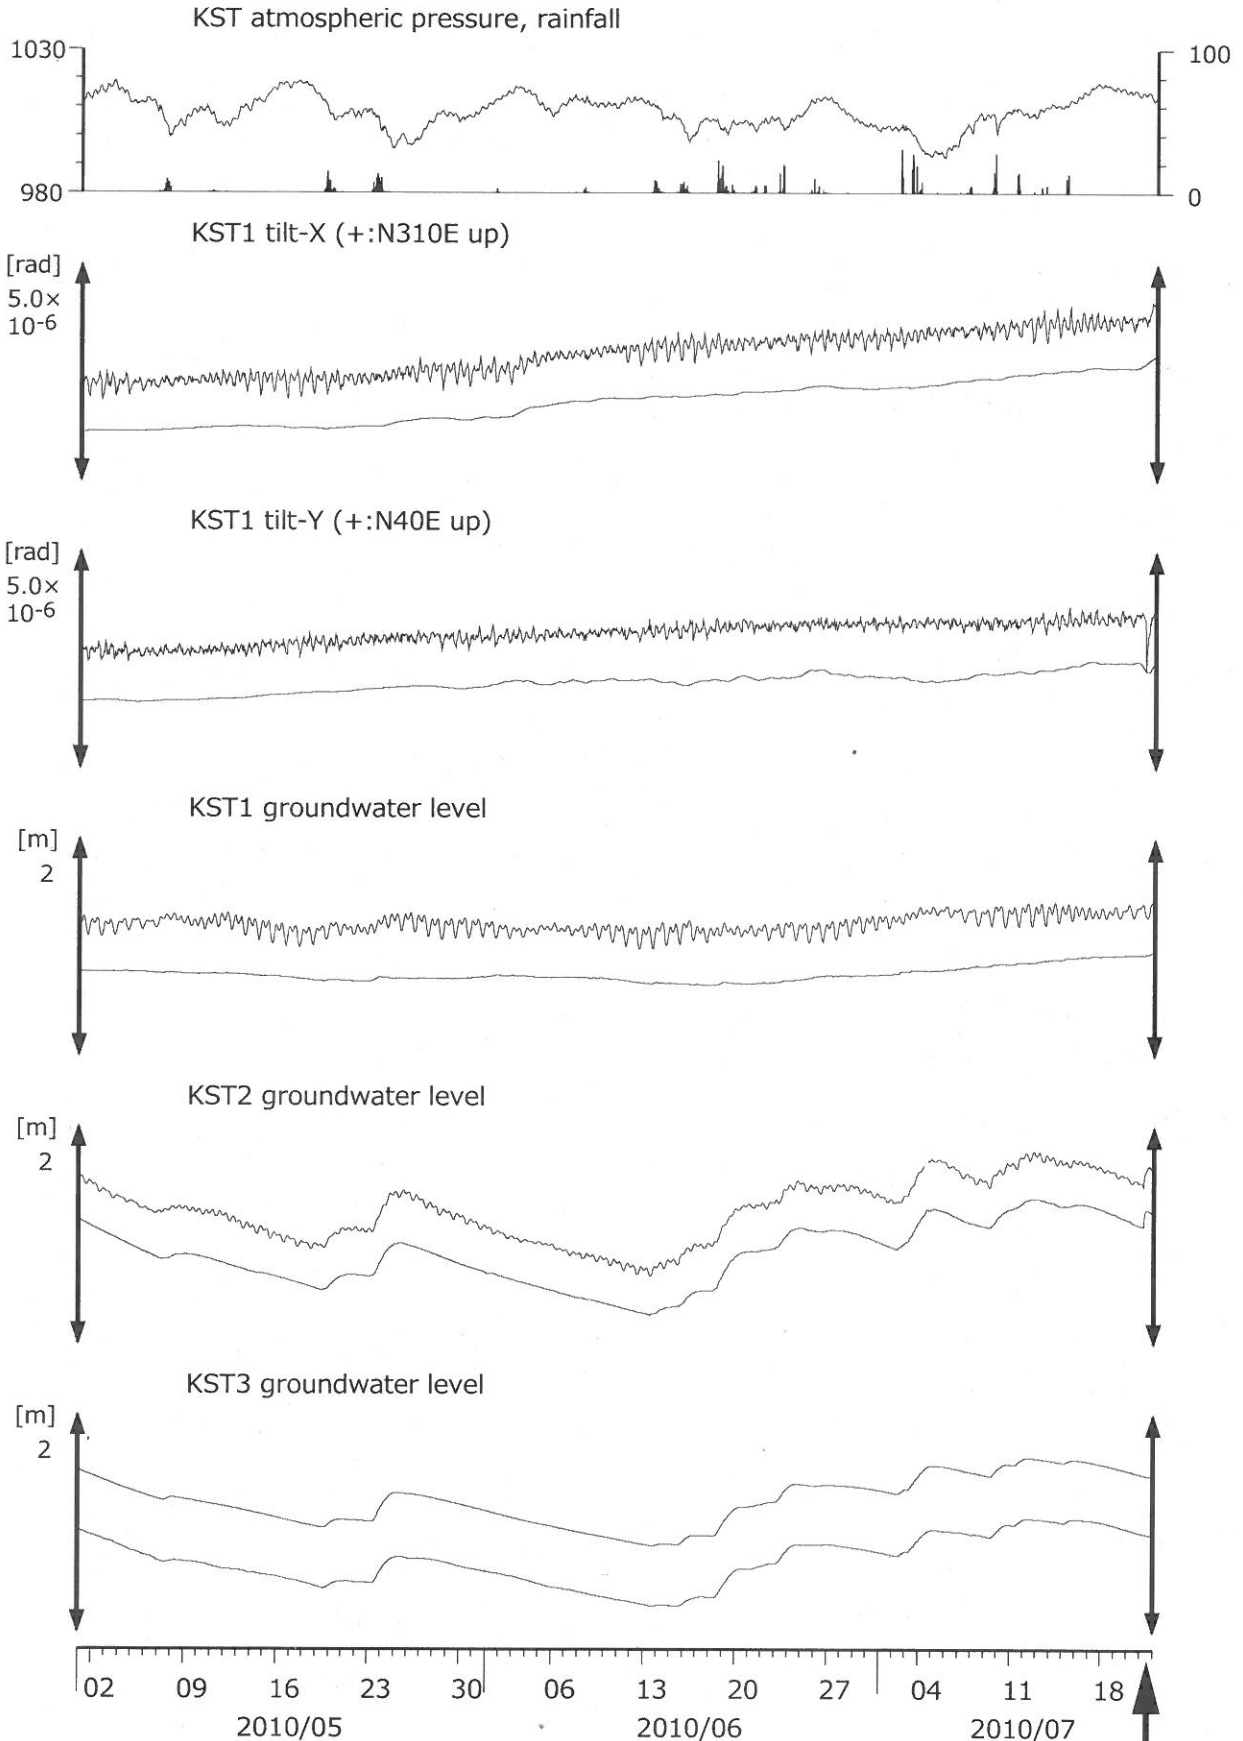 KST atmospheric pressure, rainfall
1030
100
980
0
KST1 tilt-X (+:N310E up)
[rad]
5.0×
10-6
KST1 tilt-Y (+:N40E up)
[rad]
5.0×
10-6
KST1 groundwater level
[m]
2
KST2 groundwater level
[m]
2
KST3 groundwater level
[m]
2
02 09 16 23 30 06 13 20 27 04 11 18
2010/05 2010/06 2010/07